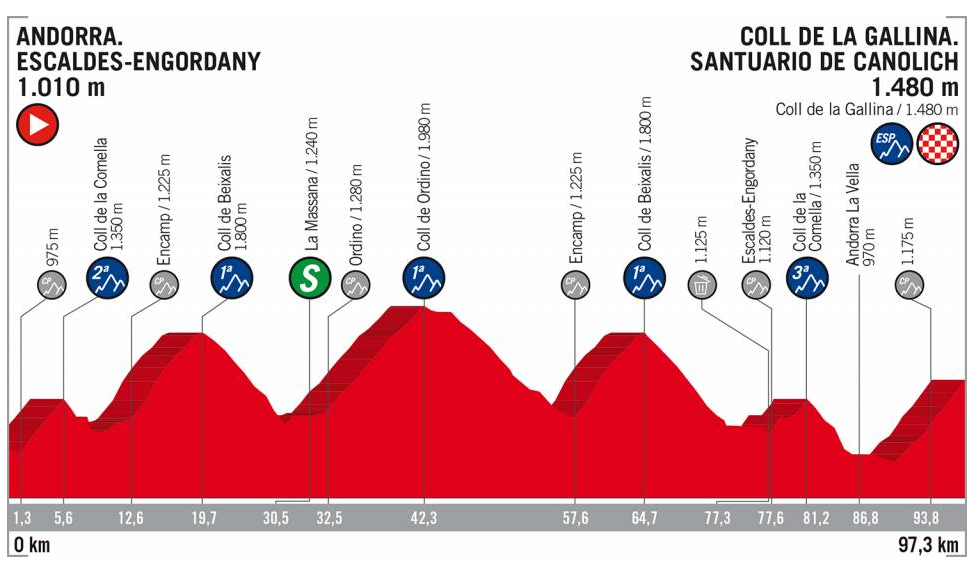 ANDORRA.
ESCALDES-ENGORDANY
1.010 m
COLL DE LA GALLINA.
SANTUARIO DE CANOLICH
1.480 m
Coll de la Gallina / 1.480 m
ESP
975 m
Coll de la Comella
1.350 m
Encamp / 1.225 m
Coll de Beixalis
1.800 m
La Massana / 1.240 m
Ordino / 1.280 m
Coll de Ordino / 1.980 m
Encamp / 1.225 m
Coll de Beixalis / 1.800 m
1.125 m
Escaldes-Engordany
1.120 m
Coll de la
Comella / 1.350 m
Andorra La Vella
970 m
1.175 m
CP
2ª
CP
1ª
S
CP
1ª
CP
1ª
CP
3ª
CP
1,3 5,6 12,6 19,7 30,5 32,5 42,3 57,6 64,7 77,3 77,6 81,2 86,8 93,8
0 km
97,3 km